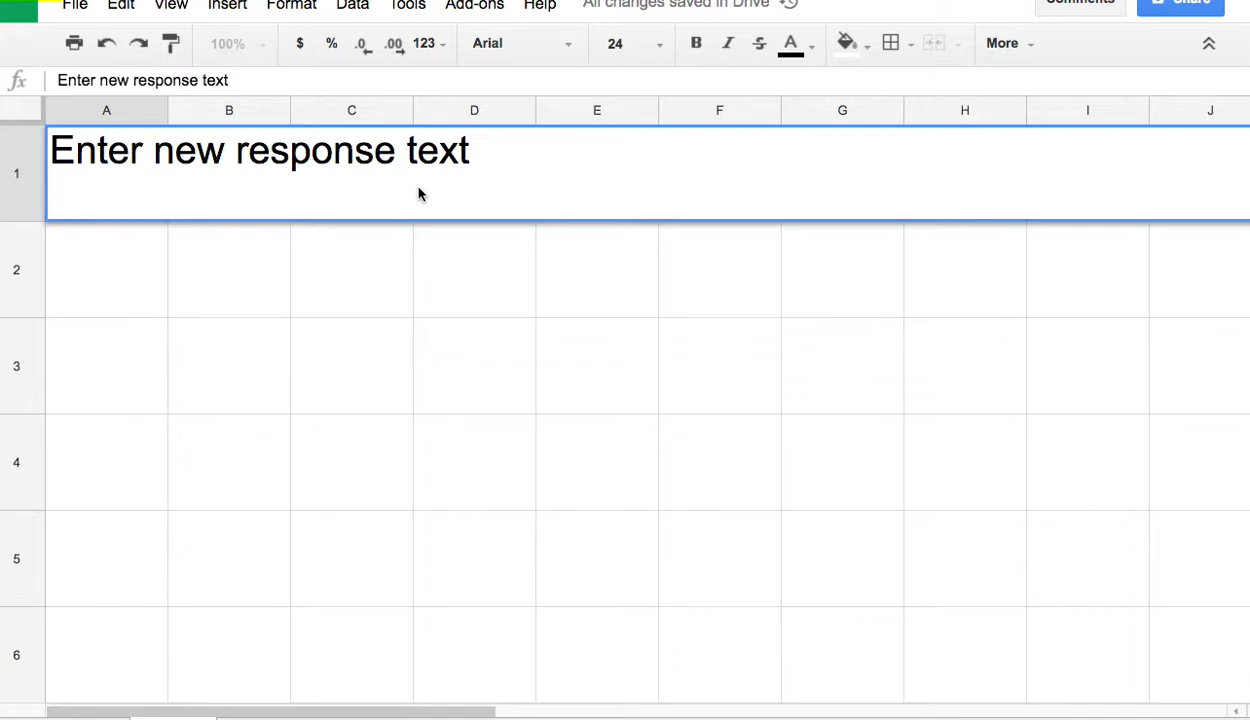 File Edit View Insert Format Data Tools Add-ons Help All changes saved in Drive Comments Share
100% $ % .0 .00 123 Arial 24 B I S A More
fx Enter new response text
A B C D E F G H I J
1 Enter new response text
2
3
4
5
6